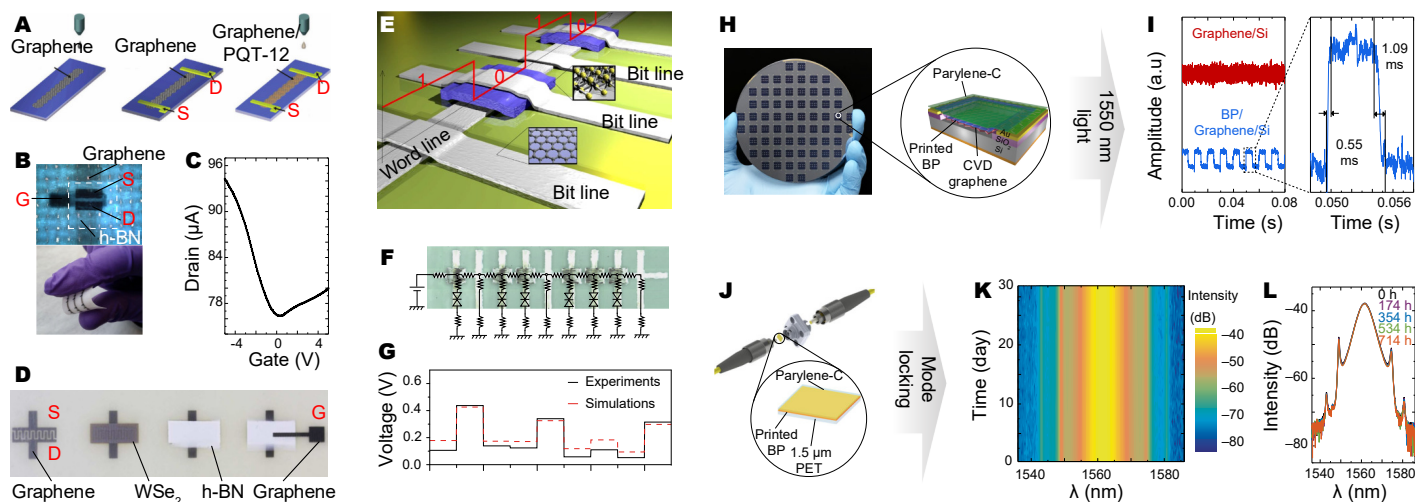 A
Graphene
Graphene
Graphene/
PQT-12
S
D
S
D
B
Graphene
G
S
D
h-BN
C
Drain (µA)
96
90
84
78
−4
0
4
Gate (V)
D
S
D
G
Graphene
WSe2
h-BN
Graphene
E
1
0
1
0
Bit line
Bit line
Bit line
Bit line
Word line
F
G
Voltage (V)
0.6
0.4
0.2
0.0
Experiments
Simulations
H
Parylene-C
Au
SiO2
Si
Printed
BP
CVD
graphene
1550 nm
light
I
Amplitude (a.u)
Graphene/Si
BP/
Graphene/Si
0.00
0.04
0.08
Time (s)
1.09
ms
0.55
ms
0.050
0.056
Time (s)
J
Parylene-C
Printed
BP
1.5 µm
PET
Mode
locking
K
Time (day)
30
20
10
0
1540
1560
1580
λ (nm)
Intensity
(dB)
−40
−50
−60
−70
−80
L
Intensity (dB)
−40
−60
−80
0 h
174 h
354 h
534 h
714 h
1540
1560
1580
λ (nm)